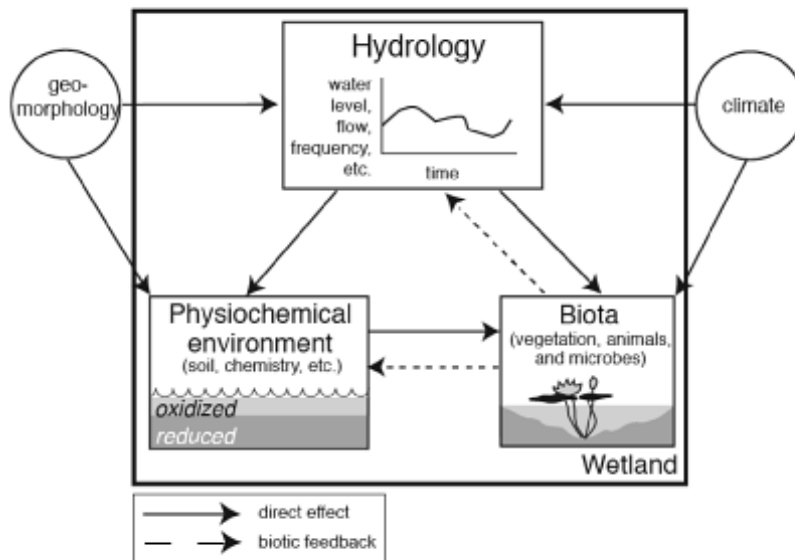 Hydrology
water
level,
flow,
frequency,
etc.
time
geo-
morphology
climate
Physiochemical
environment
(soil, chemistry, etc.)
oxidized
reduced
Biota
(vegetation, animals,
and microbes)
Wetland
direct effect
biotic feedback